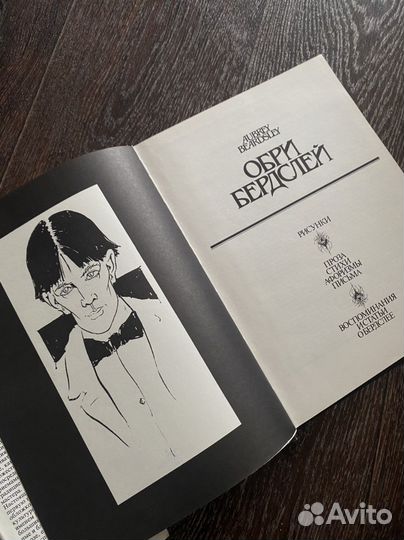 AUBREY
BEARDSLEY
ОБРИ
БЕРДСЛЕЙ
РИСУНКИ
ПРОЗА
СТИХИ
АФОРИЗМЫ
ПИСЬМА
ВОСПОМИНАНИЯ
И СТАТЬИ
О БЕРДСЛЕЕ
Avito